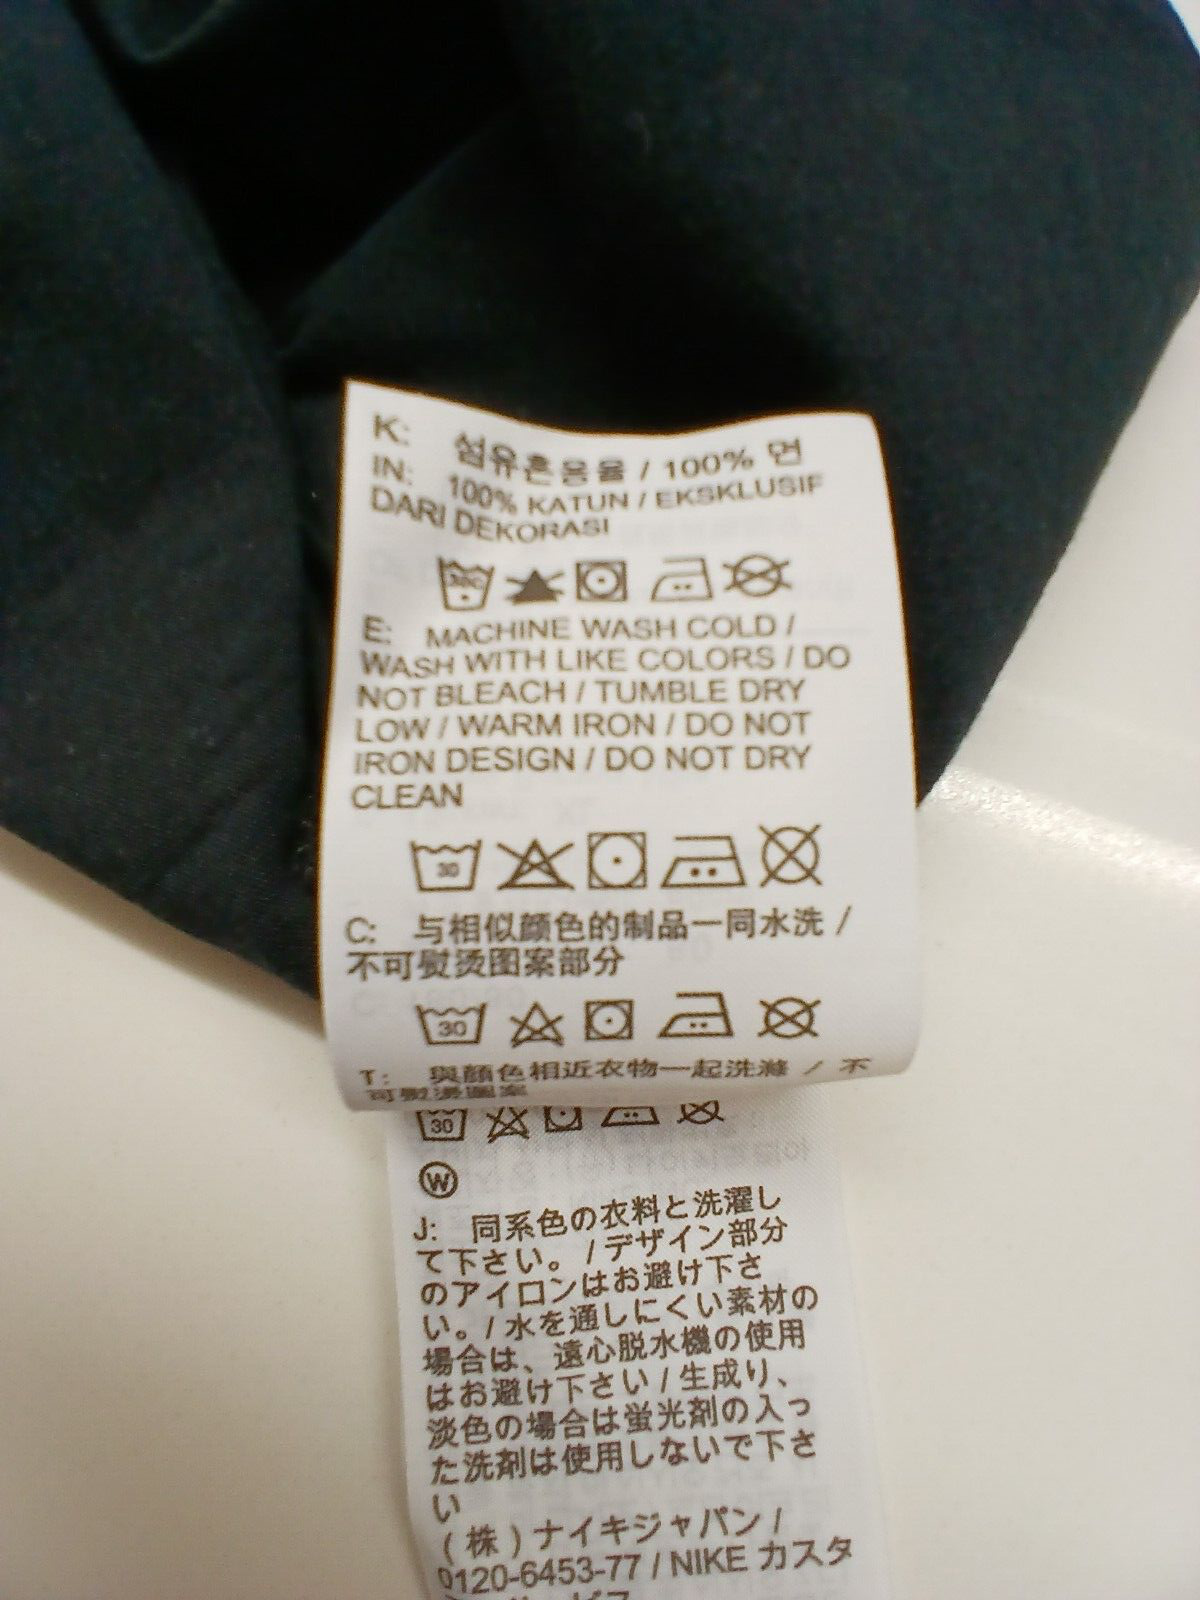 K: 섬유혼용율 / 100% 면
IN: 100% KATUN / EKSKLUSIF
DARI DEKORASI
30C
E: MACHINE WASH COLD /
WASH WITH LIKE COLORS / DO
NOT BLEACH / TUMBLE DRY
LOW / WARM IRON / DO NOT
IRON DESIGN / DO NOT DRY
CLEAN
30
C: 与相似颜色的制品一同水洗 /
不可熨烫图案部分
30
T: 與顏色相近衣物一起洗滌 / 不
可熨燙圖案
30
W
J: 同系色の衣料と洗濯し
て下さい。/ デザイン部分
のアイロンはお避け下さ
い。/ 水を通しにくい素材の
場合は、遠心脱水機の使用
はお避け下さい / 生成り、
淡色の場合は蛍光剤の入っ
た洗剤は使用しないで下さ
い
(株) ナイキジャパン /
0120-6453-77 / NIKE カスタ